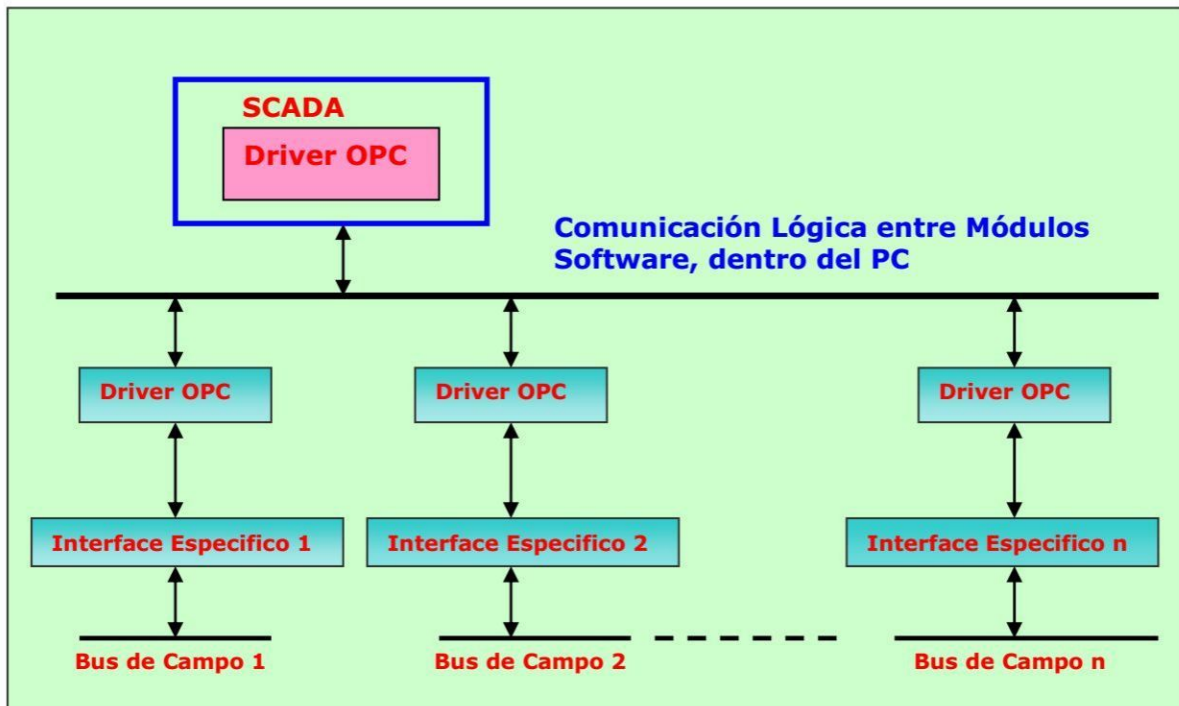 SCADA
Driver OPC
Comunicación Lógica entre Módulos
Software, dentro del PC
Driver OPC
Driver OPC
Driver OPC
Interface Especifico 1
Interface Especifico 2
Interface Especifico n
Bus de Campo 1
Bus de Campo 2
Bus de Campo n